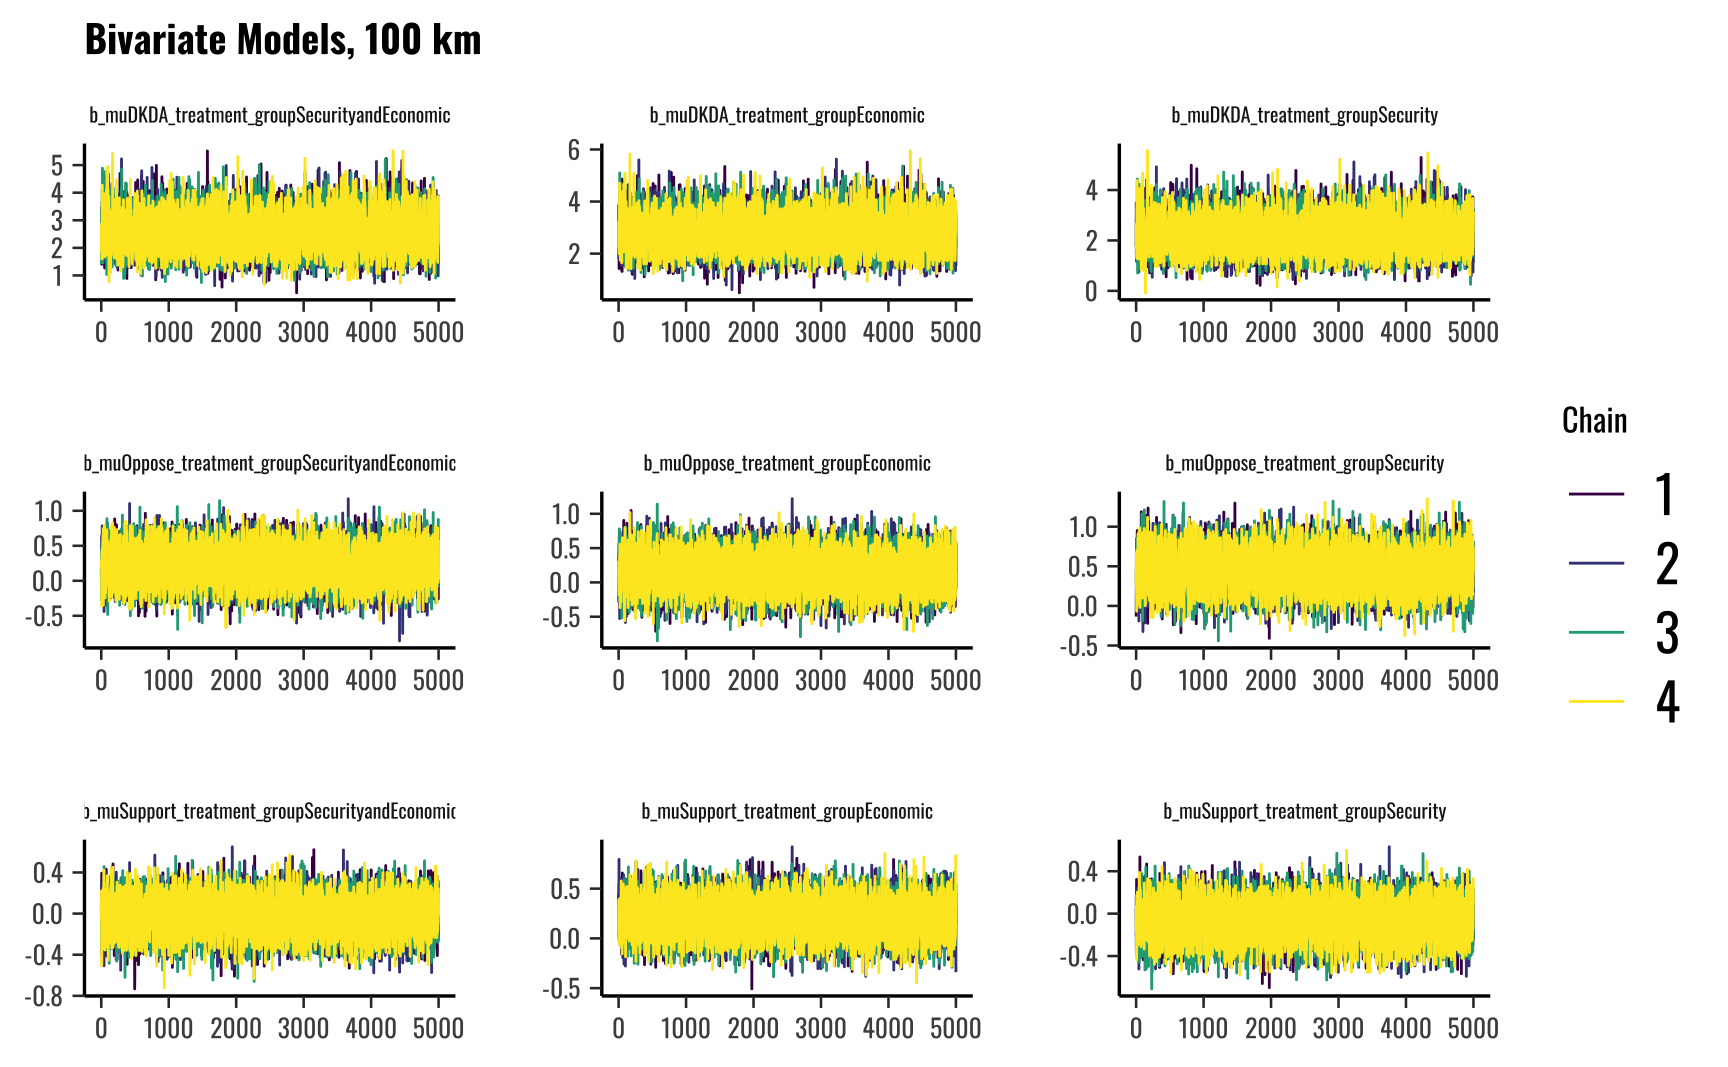 Bivariate Models, 100 km
b_muDKDA_treatment_groupSecurityandEconomic
b_muDKDA_treatment_groupEconomic
b_muDKDA_treatment_groupSecurity
5
4
3
2
1
0 1000 2000 3000 4000 5000
6
4
2
0 1000 2000 3000 4000 5000
4
2
0
0 1000 2000 3000 4000 5000
b_muOppose_treatment_groupSecurityandEconomic
b_muOppose_treatment_groupEconomic
b_muOppose_treatment_groupSecurity
1.0
0.5
0.0
-0.5
0 1000 2000 3000 4000 5000
1.0
0.5
0.0
-0.5
0 1000 2000 3000 4000 5000
1.0
0.5
0.0
-0.5
0 1000 2000 3000 4000 5000
b_muSupport_treatment_groupSecurityandEconomic
b_muSupport_treatment_groupEconomic
b_muSupport_treatment_groupSecurity
0.4
0.0
-0.4
-0.8
0 1000 2000 3000 4000 5000
0.5
0.0
-0.5
0 1000 2000 3000 4000 5000
0.4
0.0
-0.4
0 1000 2000 3000 4000 5000
Chain
1
2
3
4